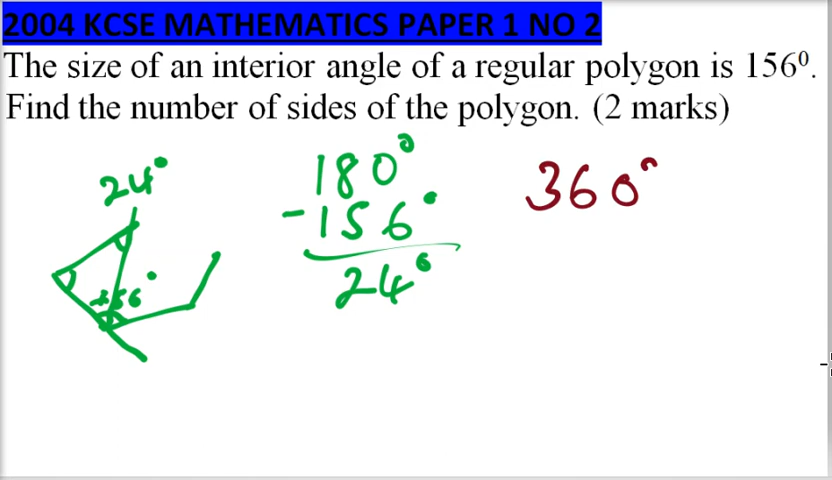 2004 KCSE MATHEMATICS PAPER 1 NO 2
The size of an interior angle of a regular polygon is 156⁰.
Find the number of sides of the polygon. (2 marks)
24°
180°
-156°
24°
156°
360°